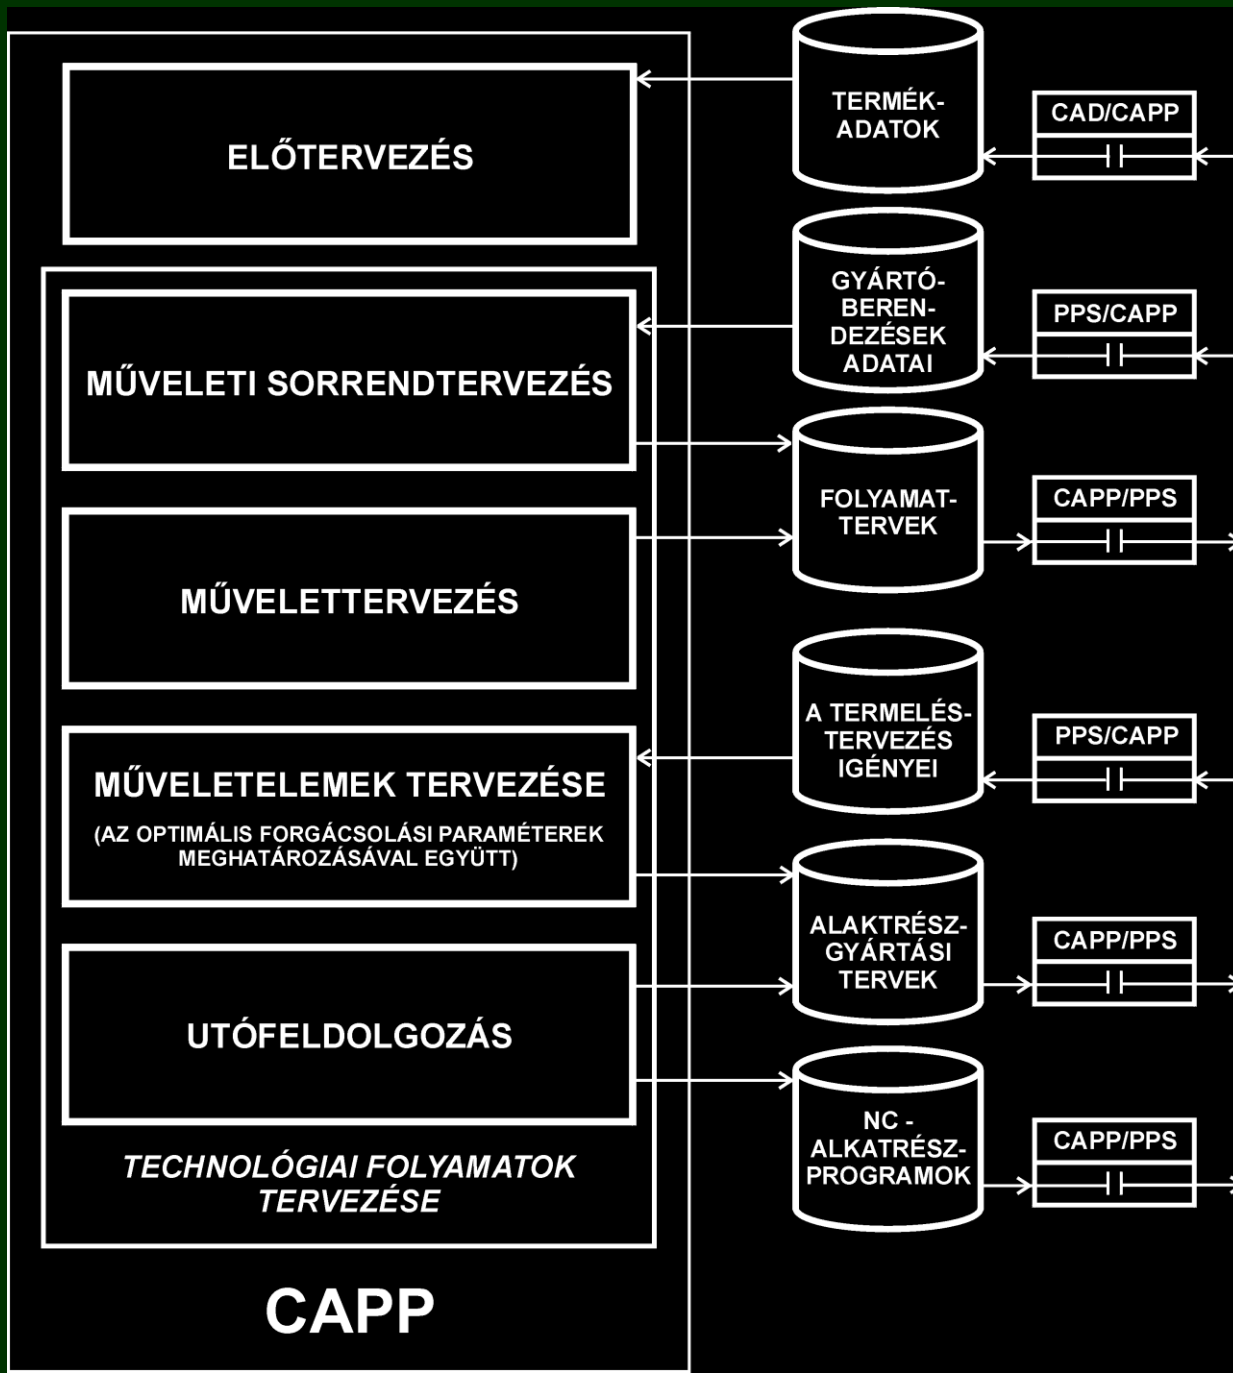 ELŐTERVEZÉS
MŰVELETI SORRENDTERVEZÉS
MŰVELETTERVEZÉS
MŰVELETELEMEK TERVEZÉSE
(AZ OPTIMÁLIS FORGÁCSOLÁSI PARAMÉTEREK
MEGHATÁROZÁSÁVAL EGYÜTT)
UTÓFELDOLGOZÁS
TECHNOLÓGIAI FOLYAMATOK
TERVEZÉSE
CAPP
TERMÉK-
ADATOK
GYÁRTÓ-
BEREN-
DEZÉSEK
ADATAI
FOLYAMAT-
TERVEK
A TERMELÉS-
TERVEZÉS
IGÉNYEI
ALAKTRÉSZ-
GYÁRTÁSI
TERVEK
NC -
ALKATRÉSZ-
PROGRAMOK
CAD/CAPP
PPS/CAPP
CAPP/PPS
PPS/CAPP
CAPP/PPS
CAPP/PPS